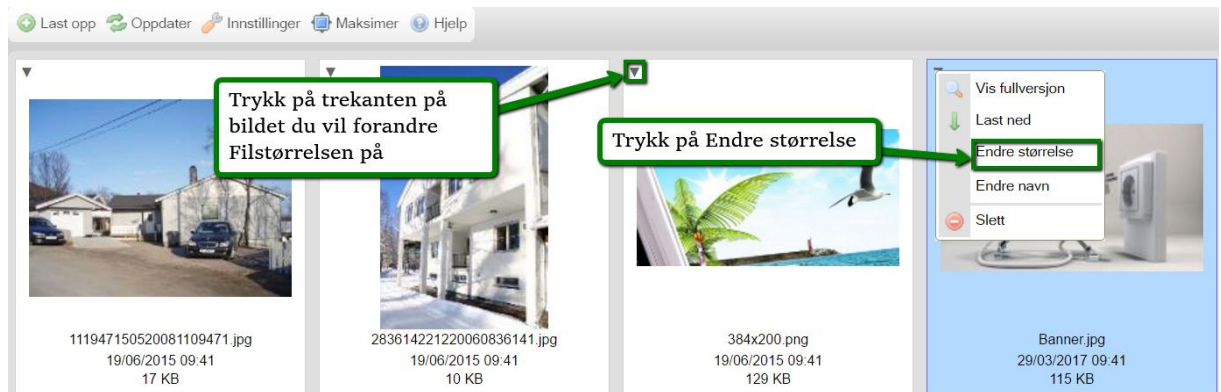 Last opp Oppdater Innstillinger Maksimer Hjelp
Trykk på trekanten på
bildet du vil forandre
Filstørrelsen på
Trykk på Endre størrelse
Vis fullversjon
Last ned
Endre størrelse
Endre navn
Slett
111947150520081109471.jpg
19/06/2015 09:41
17 KB
283614221220060836141.jpg
19/06/2015 09:41
10 KB
384x200.png
19/06/2015 09:41
129 KB
Banner.jpg
29/03/2017 09:41
115 KB